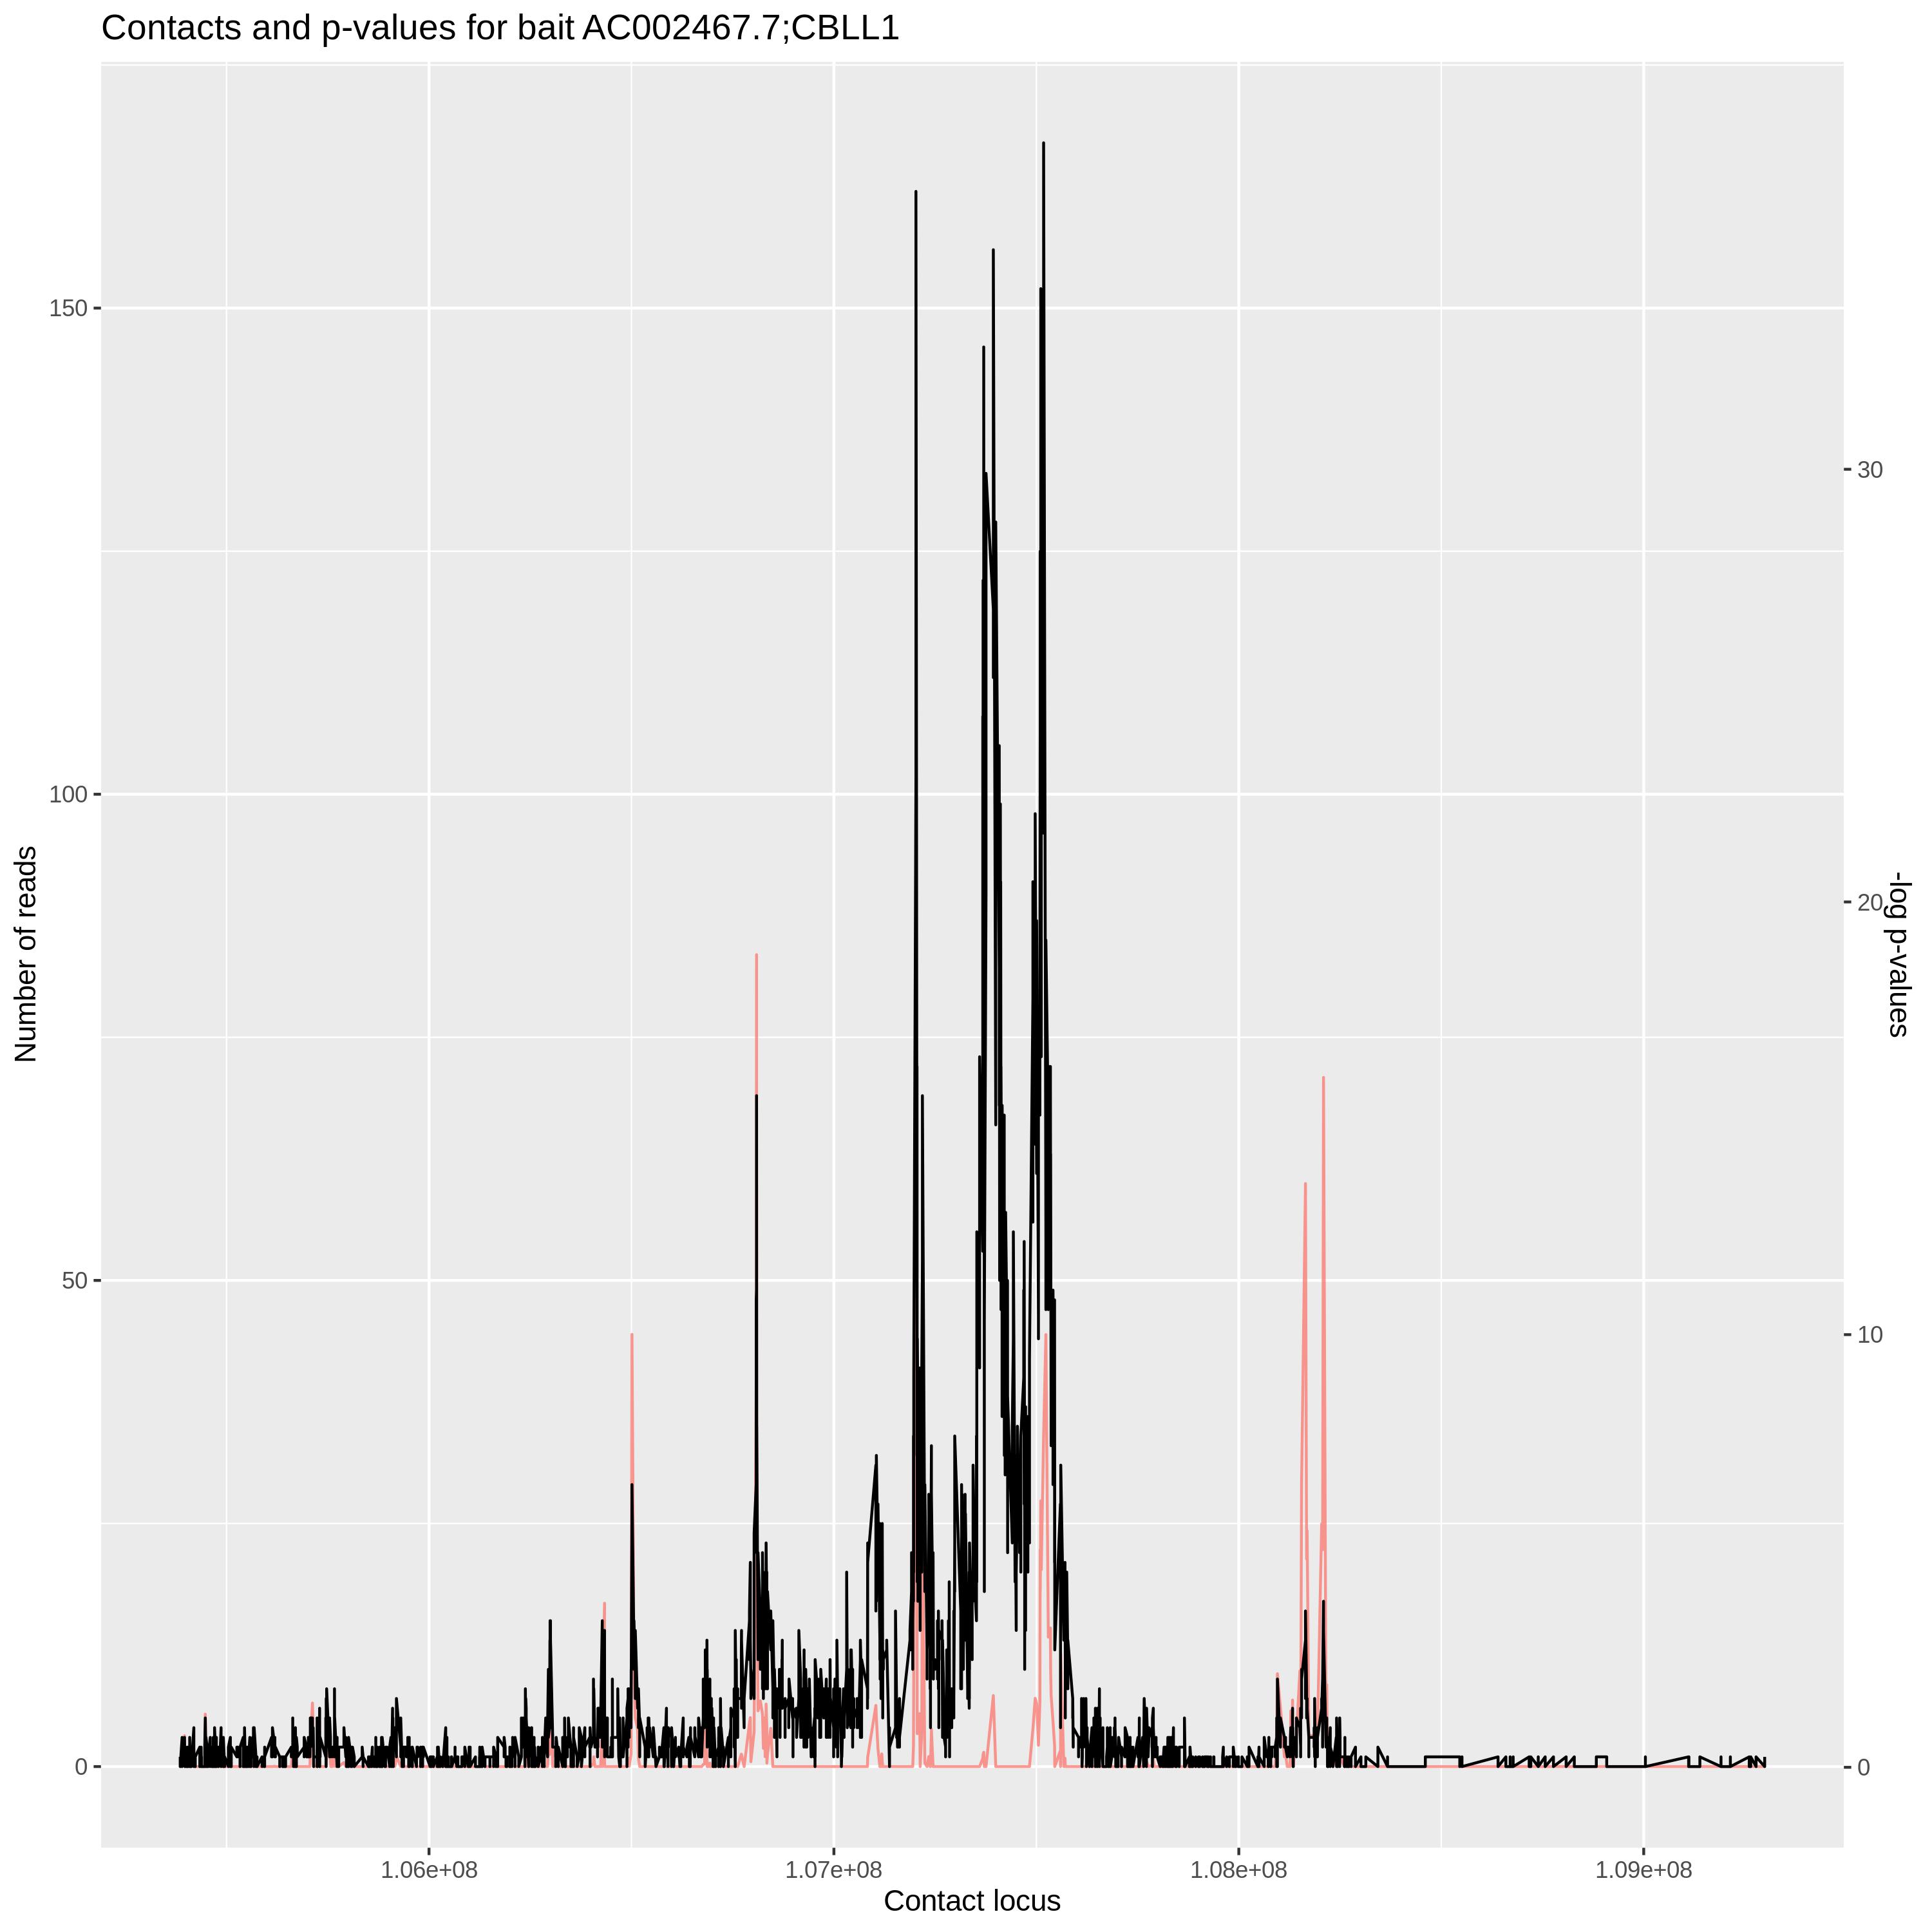 Contacts and p-values for bait AC002467.7;CBLL1
150
100
50
0
Number of reads
30
20
10
0
-log p-values
1.06e+08
1.07e+08
1.08e+08
1.09e+08
Contact locus